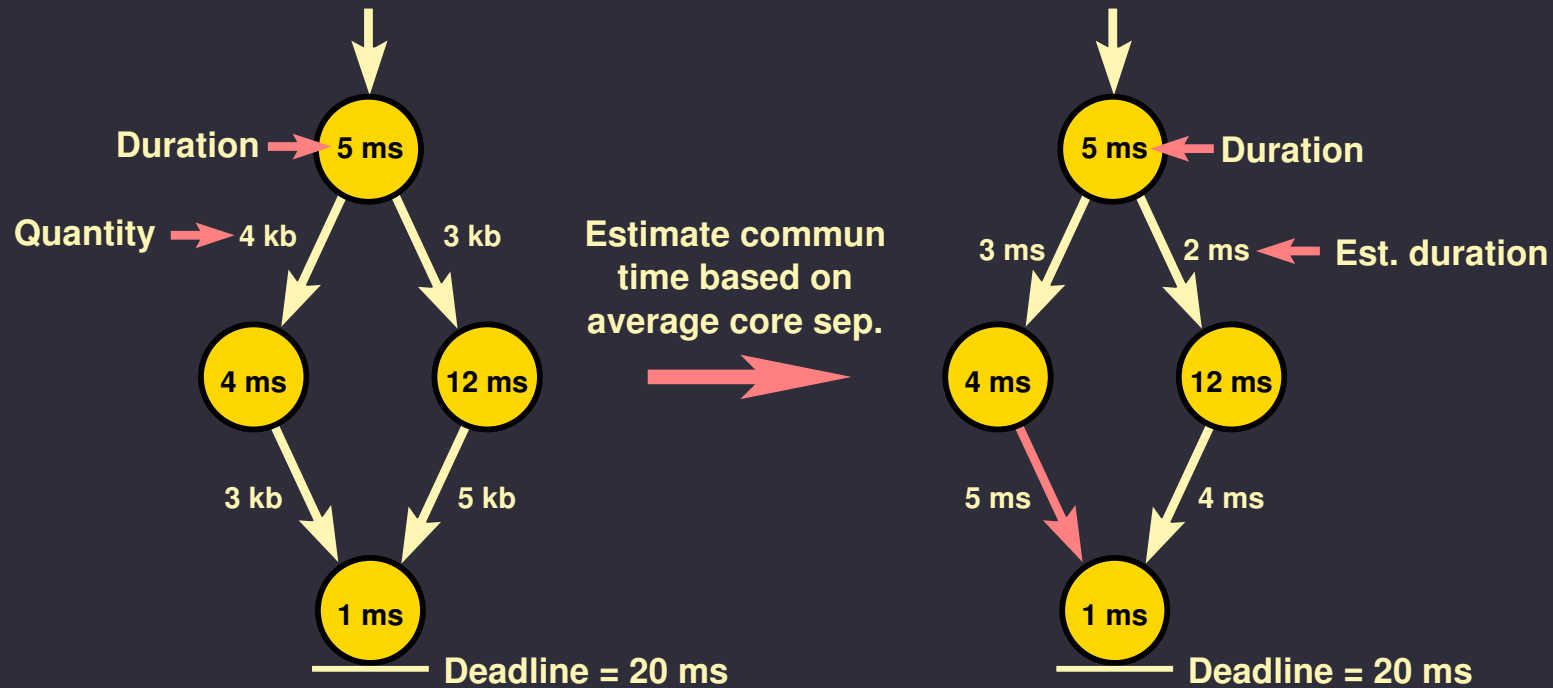 5 ms
Duration
Quantity
4 kb
3 kb
4 ms
12 ms
3 kb
5 kb
1 ms
Deadline = 20 ms
Estimate commun
time based on
average core sep.
5 ms
Duration
3 ms
2 ms
Est. duration
4 ms
12 ms
5 ms
4 ms
1 ms
Deadline = 20 ms